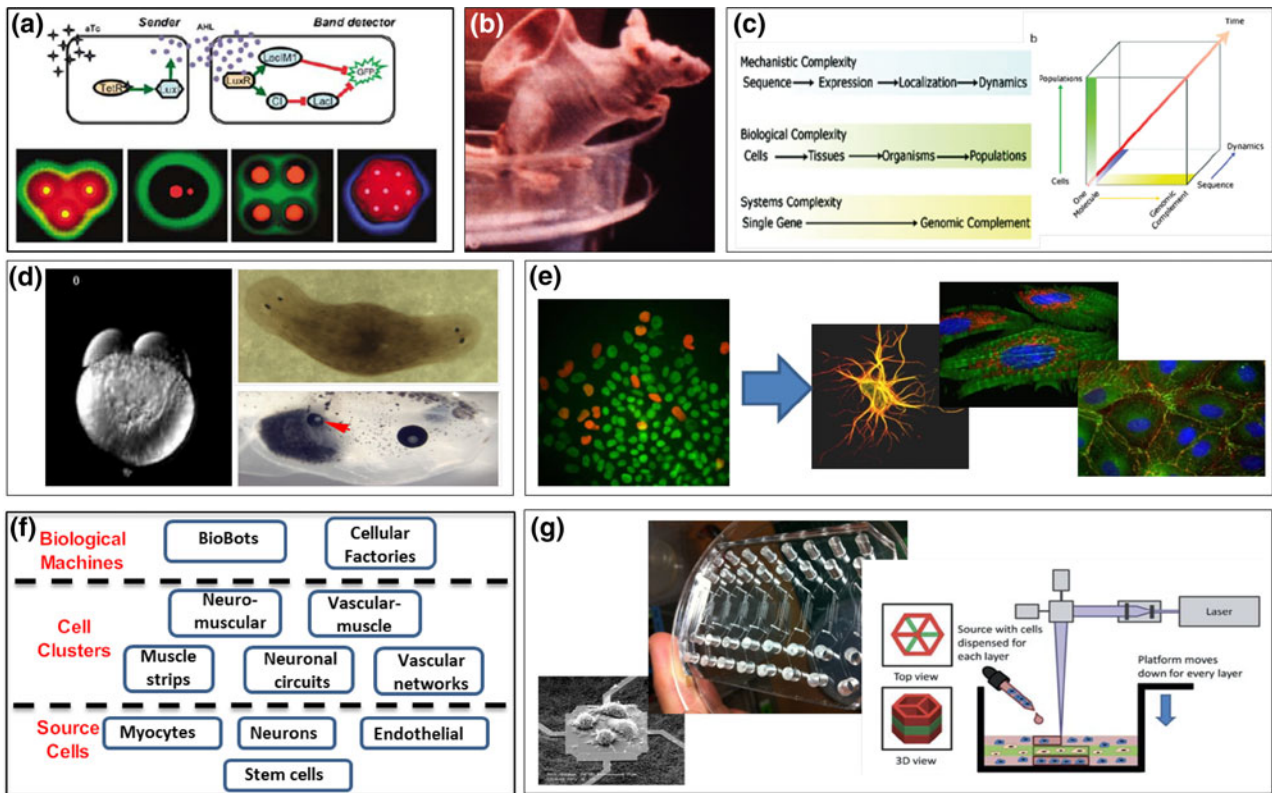 (a)
aTc
Sender
AHL
Band detector
TetR
LuxI
LuxR
LacIM1
CI
LacI
GFP
(b)
(c)
Mechanistic Complexity
Sequence
Expression
Localization
Dynamics
Biological Complexity
Cells
Tissues
Organisms
Populations
Systems Complexity
Single Gene
Genomic Complement
b
Time
Populations
Cells
Dynamics
Sequence
One
Molecule
Genomic
Complement
(d)
0
(e)
(f)
Biological
Machines
BioBots
Cellular
Factories
Cell
Clusters
Neuro-
muscular
Vascular-
muscle
Muscle
strips
Neuronal
circuits
Vascular
networks
Source
Cells
Myocytes
Neurons
Endothelial
Stem cells
(g)
Top view
3D view
Source with cells
dispensed for
each layer
Laser
Platform moves
down for every layer